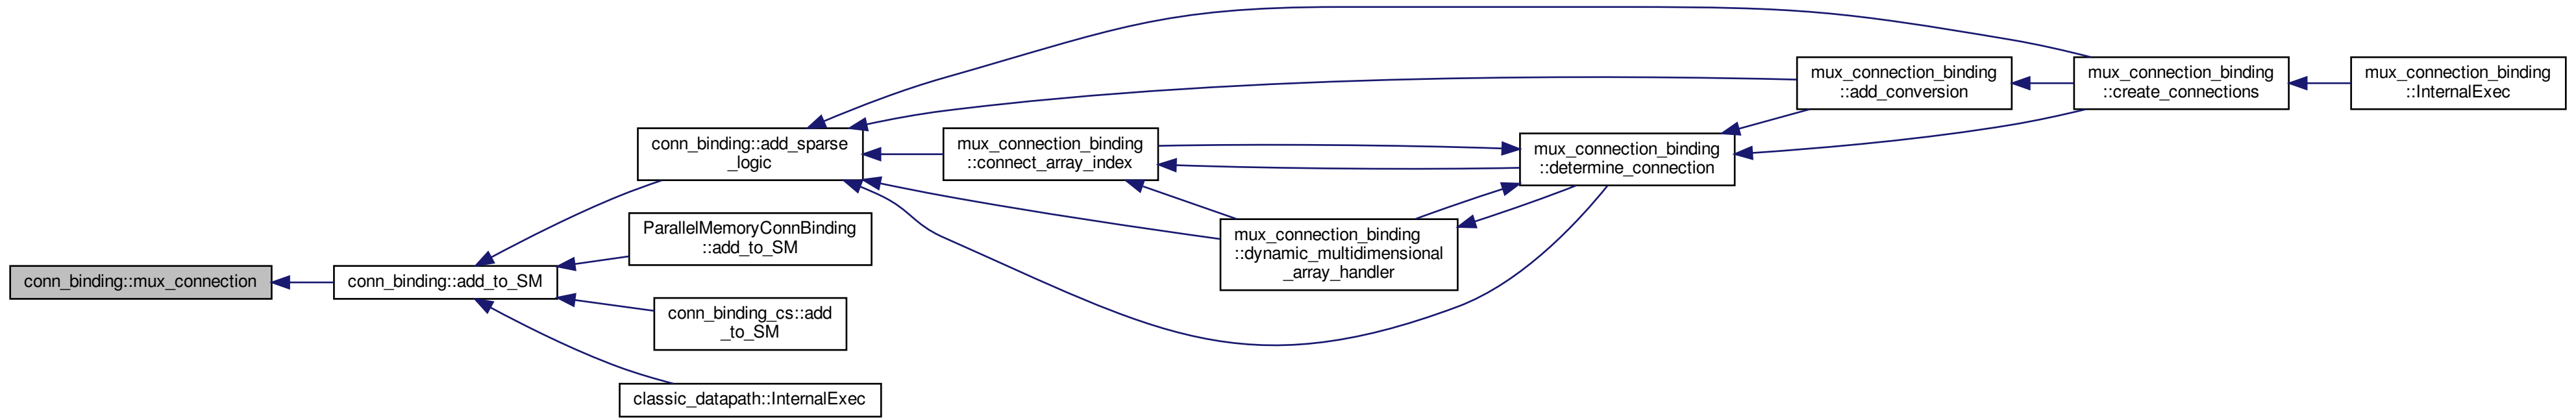 conn_binding::mux_connection
conn_binding::add_to_SM
conn_binding::add_sparse
_logic
ParallelMemoryConnBinding
::add_to_SM
conn_binding_cs::add
_to_SM
classic_datapath::InternalExec
mux_connection_binding
::connect_array_index
mux_connection_binding
::dynamic_multidimensional
_array_handler
mux_connection_binding
::determine_connection
mux_connection_binding
::add_conversion
mux_connection_binding
::create_connections
mux_connection_binding
::InternalExec